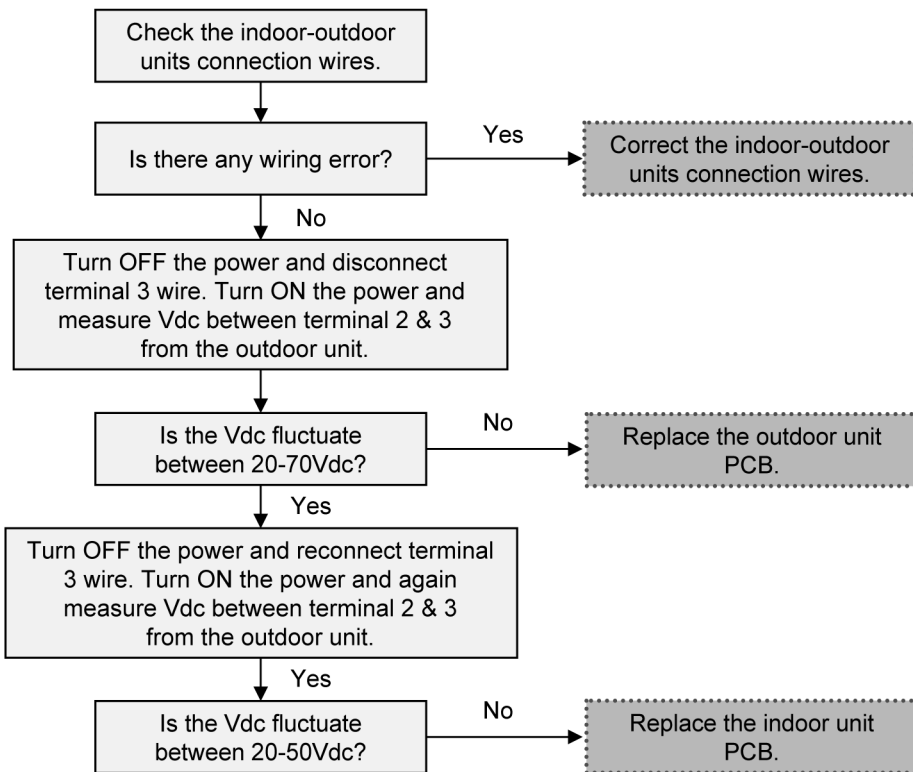 Check the indoor-outdoor
units connection wires.
Is there any wiring error?
Yes
Correct the indoor-outdoor
units connection wires.
No
Turn OFF the power and disconnect
terminal 3 wire. Turn ON the power and
measure Vdc between terminal 2 & 3
from the outdoor unit.
Is the Vdc fluctuate
between 20-70Vdc?
No
Replace the outdoor unit
PCB.
Yes
Turn OFF the power and reconnect terminal
3 wire. Turn ON the power and again
measure Vdc between terminal 2 & 3
from the outdoor unit.
Yes
Is the Vdc fluctuate
between 20-50Vdc?
No
Replace the indoor unit
PCB.